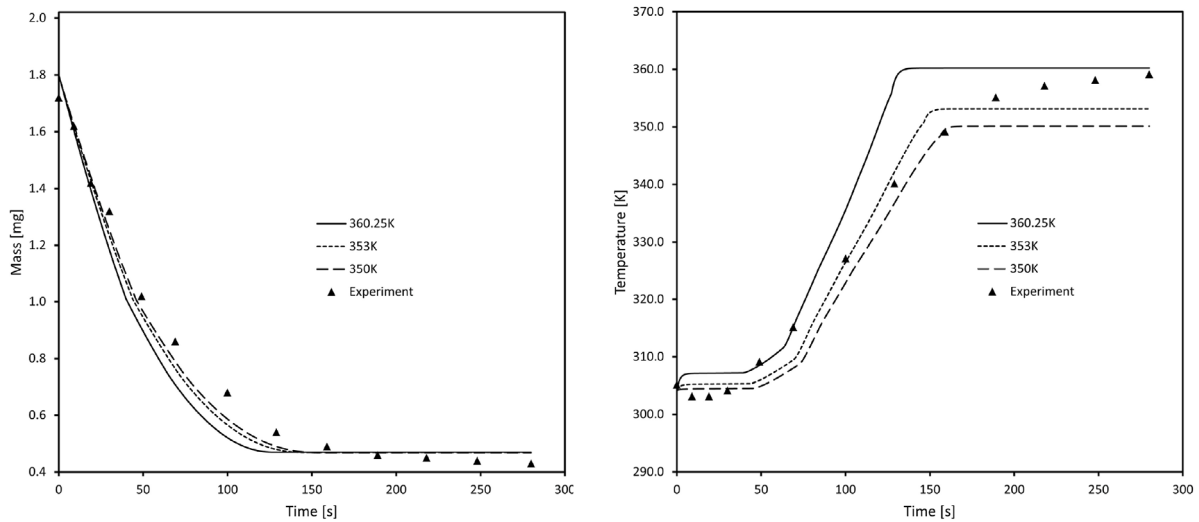 2.0
1.8
1.6
1.4
1.2
1.0
0.8
0.6
0.4
Mass [mg]
360.25K
353K
350K
Experiment
0 50 100 150 200 250 300
Time [s]
370.0
360.0
350.0
340.0
330.0
320.0
310.0
300.0
290.0
Temperature [K]
360.25K
353K
350K
Experiment
0 50 100 150 200 250 300
Time [s]